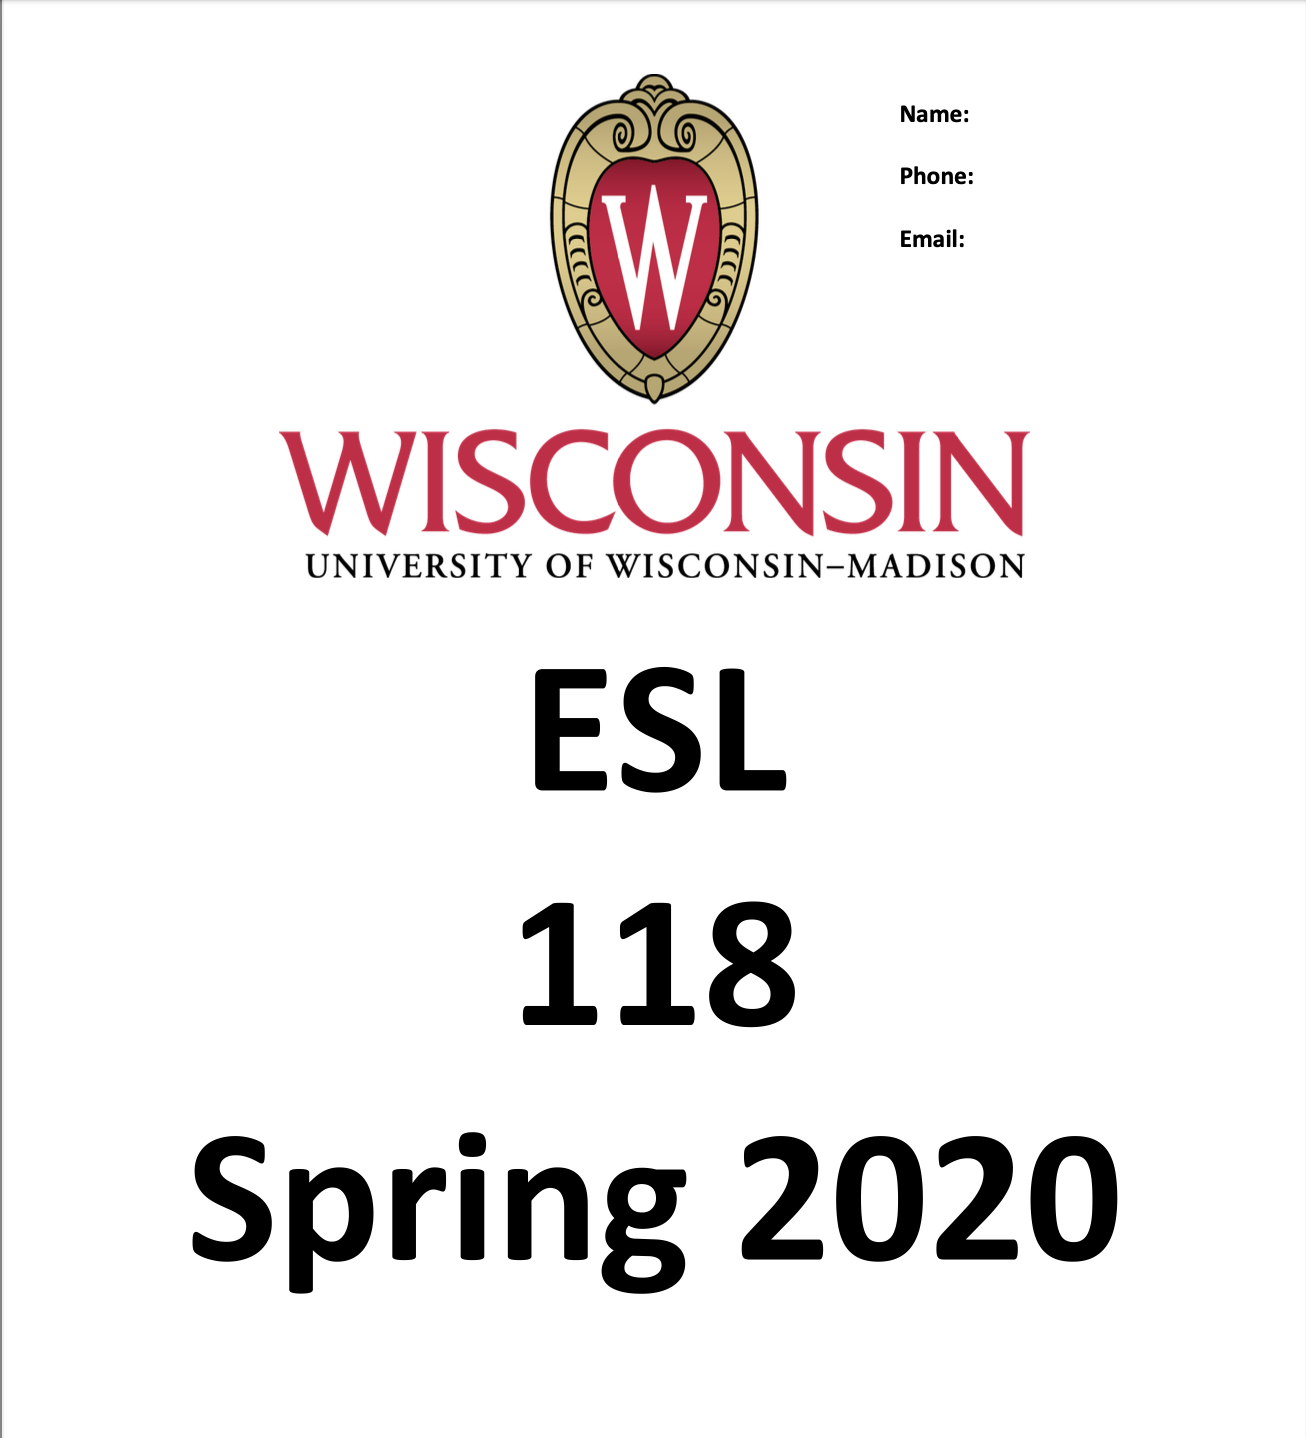 Name:
Phone:
Email:
W
WISCONSIN
UNIVERSITY OF WISCONSIN–MADISON
ESL
118
Spring 2020